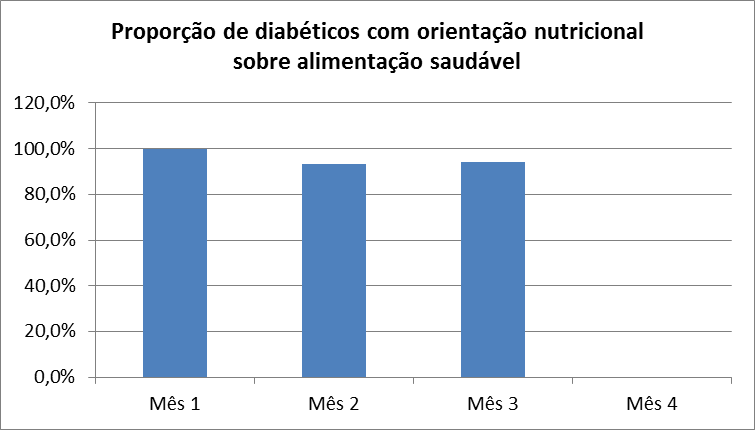 Proporção de diabéticos com orientação nutricional
sobre alimentação saudável
120,0%
100,0%
80,0%
60,0%
40,0%
20,0%
0,0%
Mês 1
Mês 2
Mês 3
Mês 4